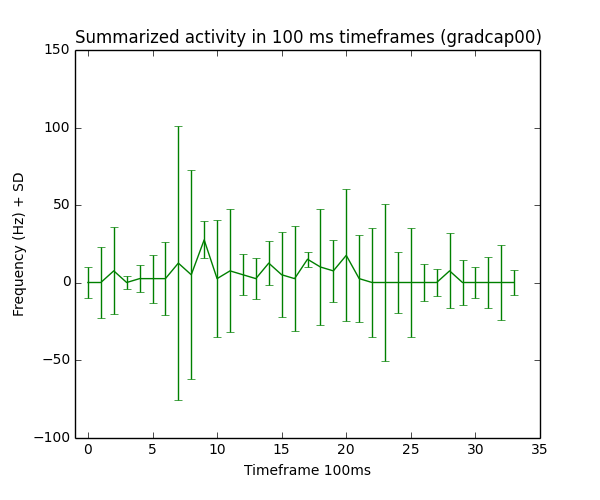 Summarized activity in 100 ms timeframes (gradcap00)
150
100
50
0
−50
−100
Frequency (Hz) + SD
0 5 10 15 20 25 30 35
Timeframe 100ms